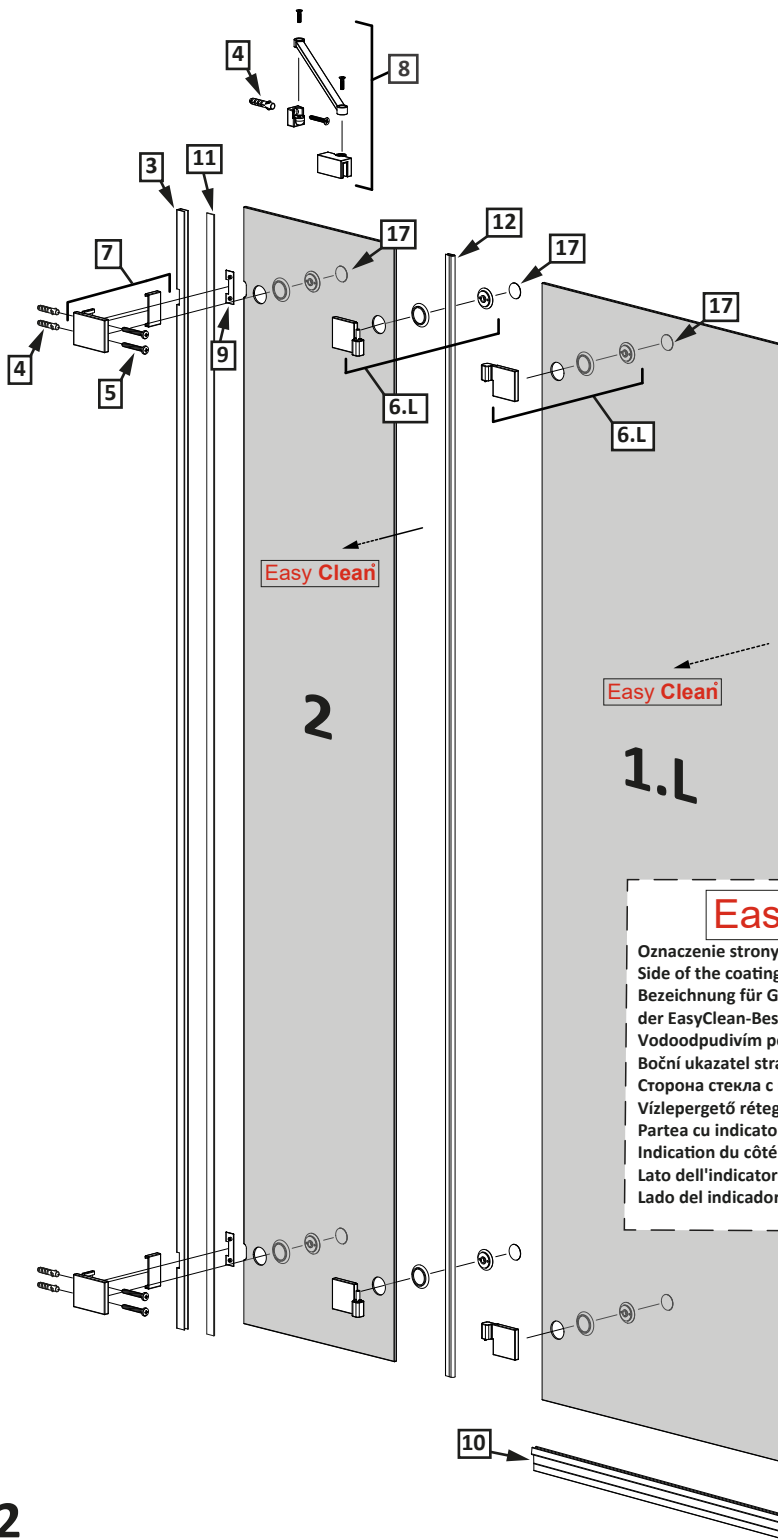 4
8
3
11
7
17
12
17
17
9
4
5
6.L
6.L
Easy Clean
2
Easy Clean
1.L
Eas
Oznaczenie strony
Side of the coating
Bezeichnung für G
der EasyClean-Bes
Vodoodpudivím p
Boční ukazatel stra
Сторона стекла с
Vízlepergető réteg
Partea cu indicato
Indication du côté
Lato dell'indicator
Lado del indicador
10
2